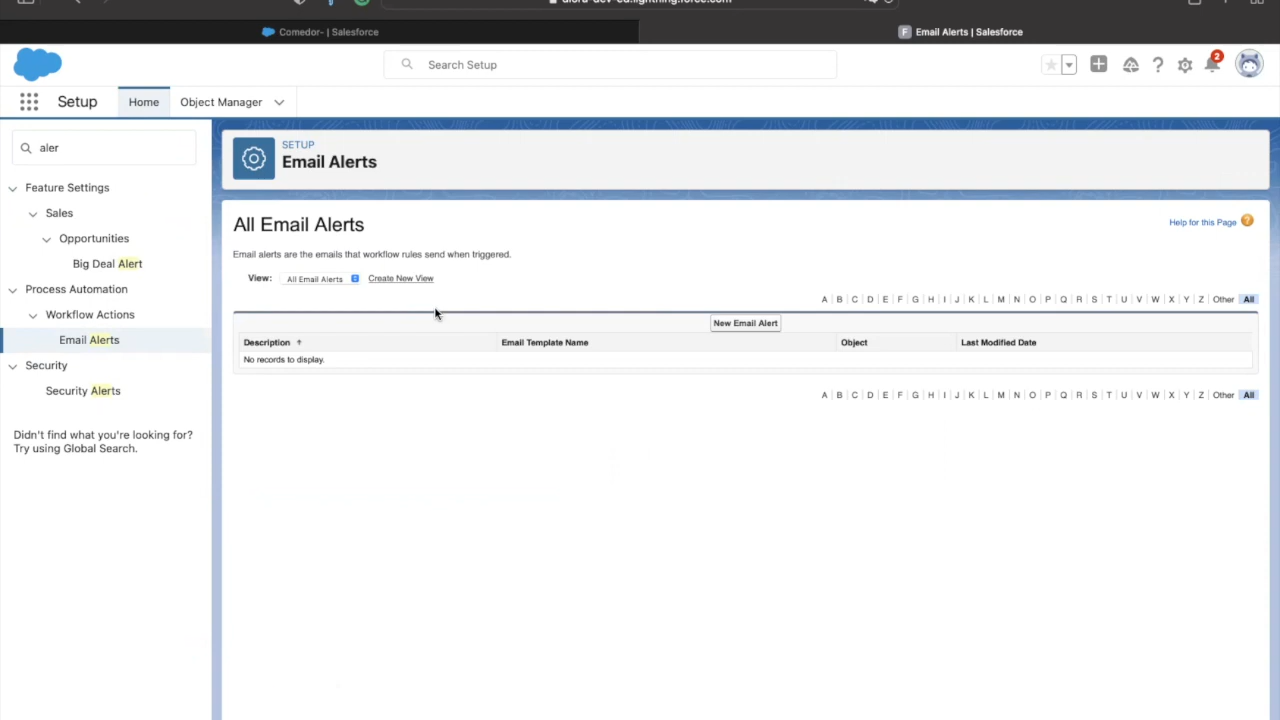 Comedor- | Salesforce
F Email Alerts | Salesforce
Search Setup
2
Setup
Home
Object Manager
aler
Feature Settings
Sales
Opportunities
Big Deal Alert
Process Automation
Workflow Actions
Email Alerts
Security
Security Alerts
Didn't find what you're looking for?
Try using Global Search.
SETUP
Email Alerts
All Email Alerts
Help for this Page ?
Email alerts are the emails that workflow rules send when triggered.
View: All Email Alerts Create New View
A | B | C | D | E | F | G | H | I | J | K | L | M | N | O | P | Q | R | S | T | U | V | W | X | Y | Z | Other | All
New Email Alert
Description Email Template Name Object Last Modified Date
No records to display.
A | B | C | D | E | F | G | H | I | J | K | L | M | N | O | P | Q | R | S | T | U | V | W | X | Y | Z | Other | All